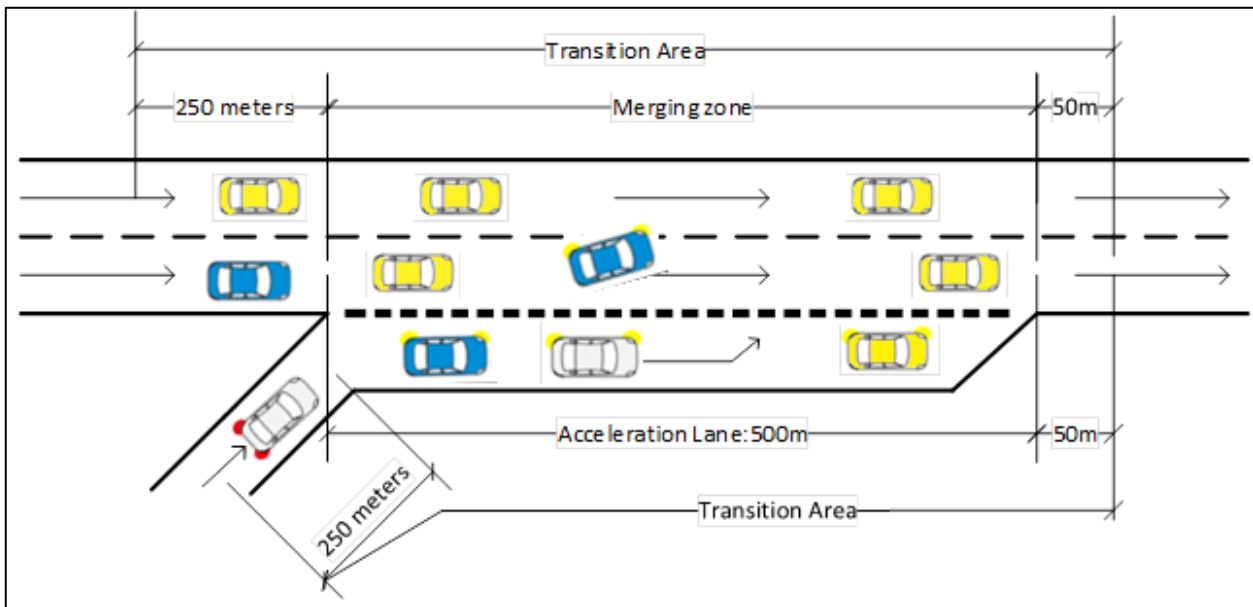 Transition Area
250 meters
Merging zone
50m
Acceleration Lane:500m
50m
250 meters
Transition Area